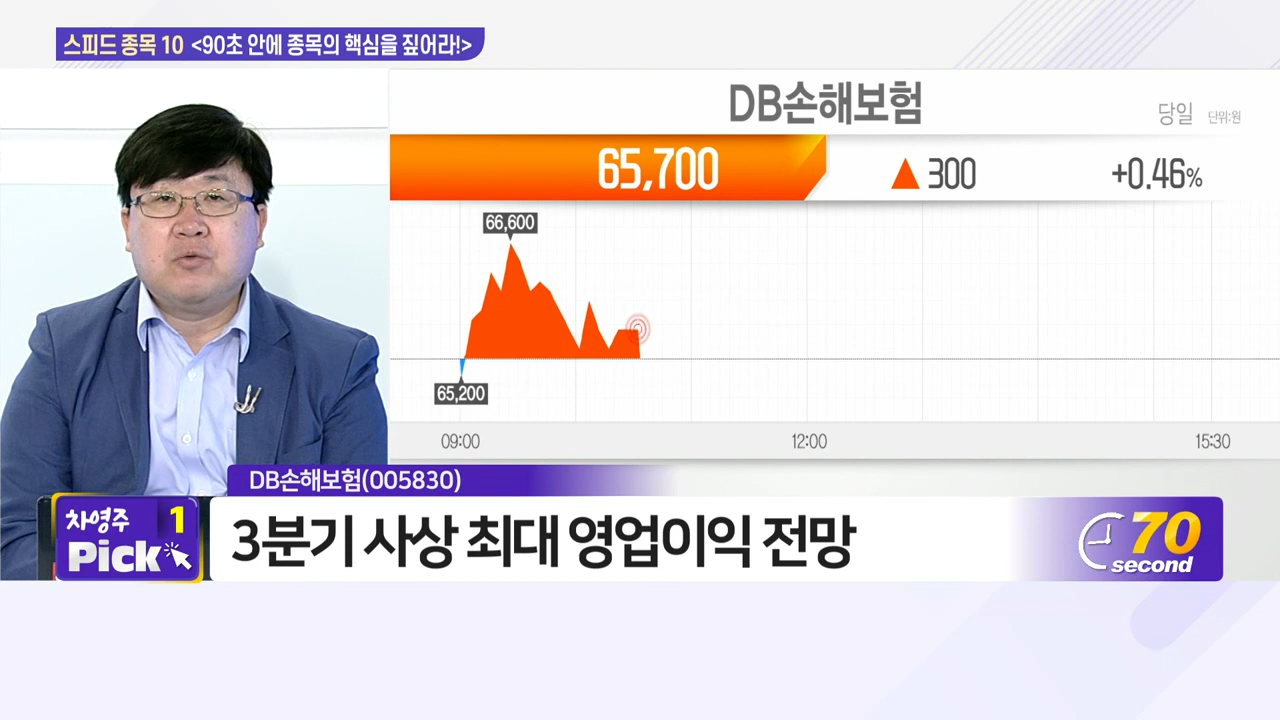 스피드 종목 10 <90초 안에 종목의 핵심을 짚어라!>
DB손해보험
당일 단위:원
65,700 ▲300 +0.46%
66,600
65,200
09:00 12:00 15:30
DB손해보험(005830)
차영주 1
Pick
3분기 사상 최대 영업이익 전망
70
second